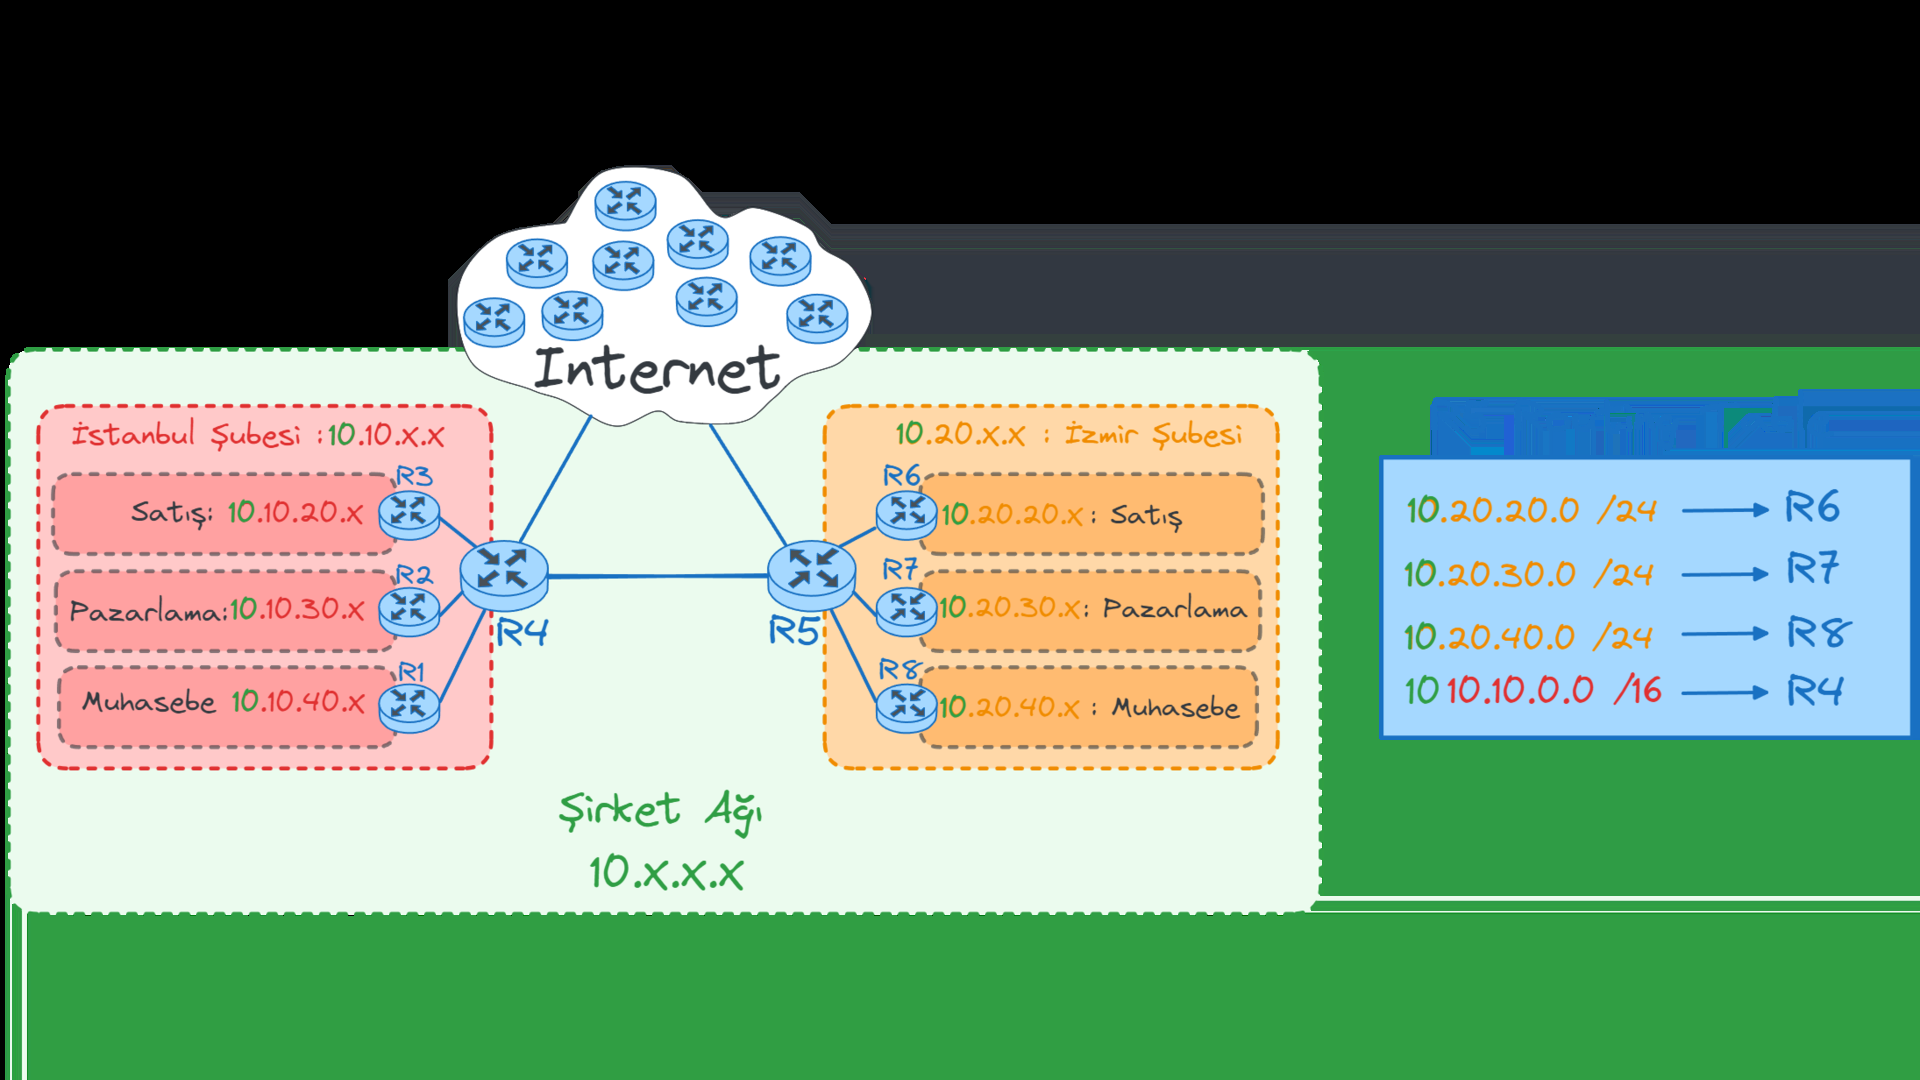 Internet
İstanbul Şubesi :10.10.x.x
R3
Satış: 10.10.20.x
R2
Pazarlama:10.10.30.x
R1
Muhasebe 10.10.40.x
R4
10.20.x.x : İzmir Şubesi
R6
10.20.20.x : Satış
R7
10.20.30.x: Pazarlama
R8
10.20.40.x : Muhasebe
R5
Şirket Ağı
10.x.x.x
10.20.20.0 /24 R6
10.20.30.0 /24 R7
10.20.40.0 /24 R8
10 10.10.0.0 /16 R4